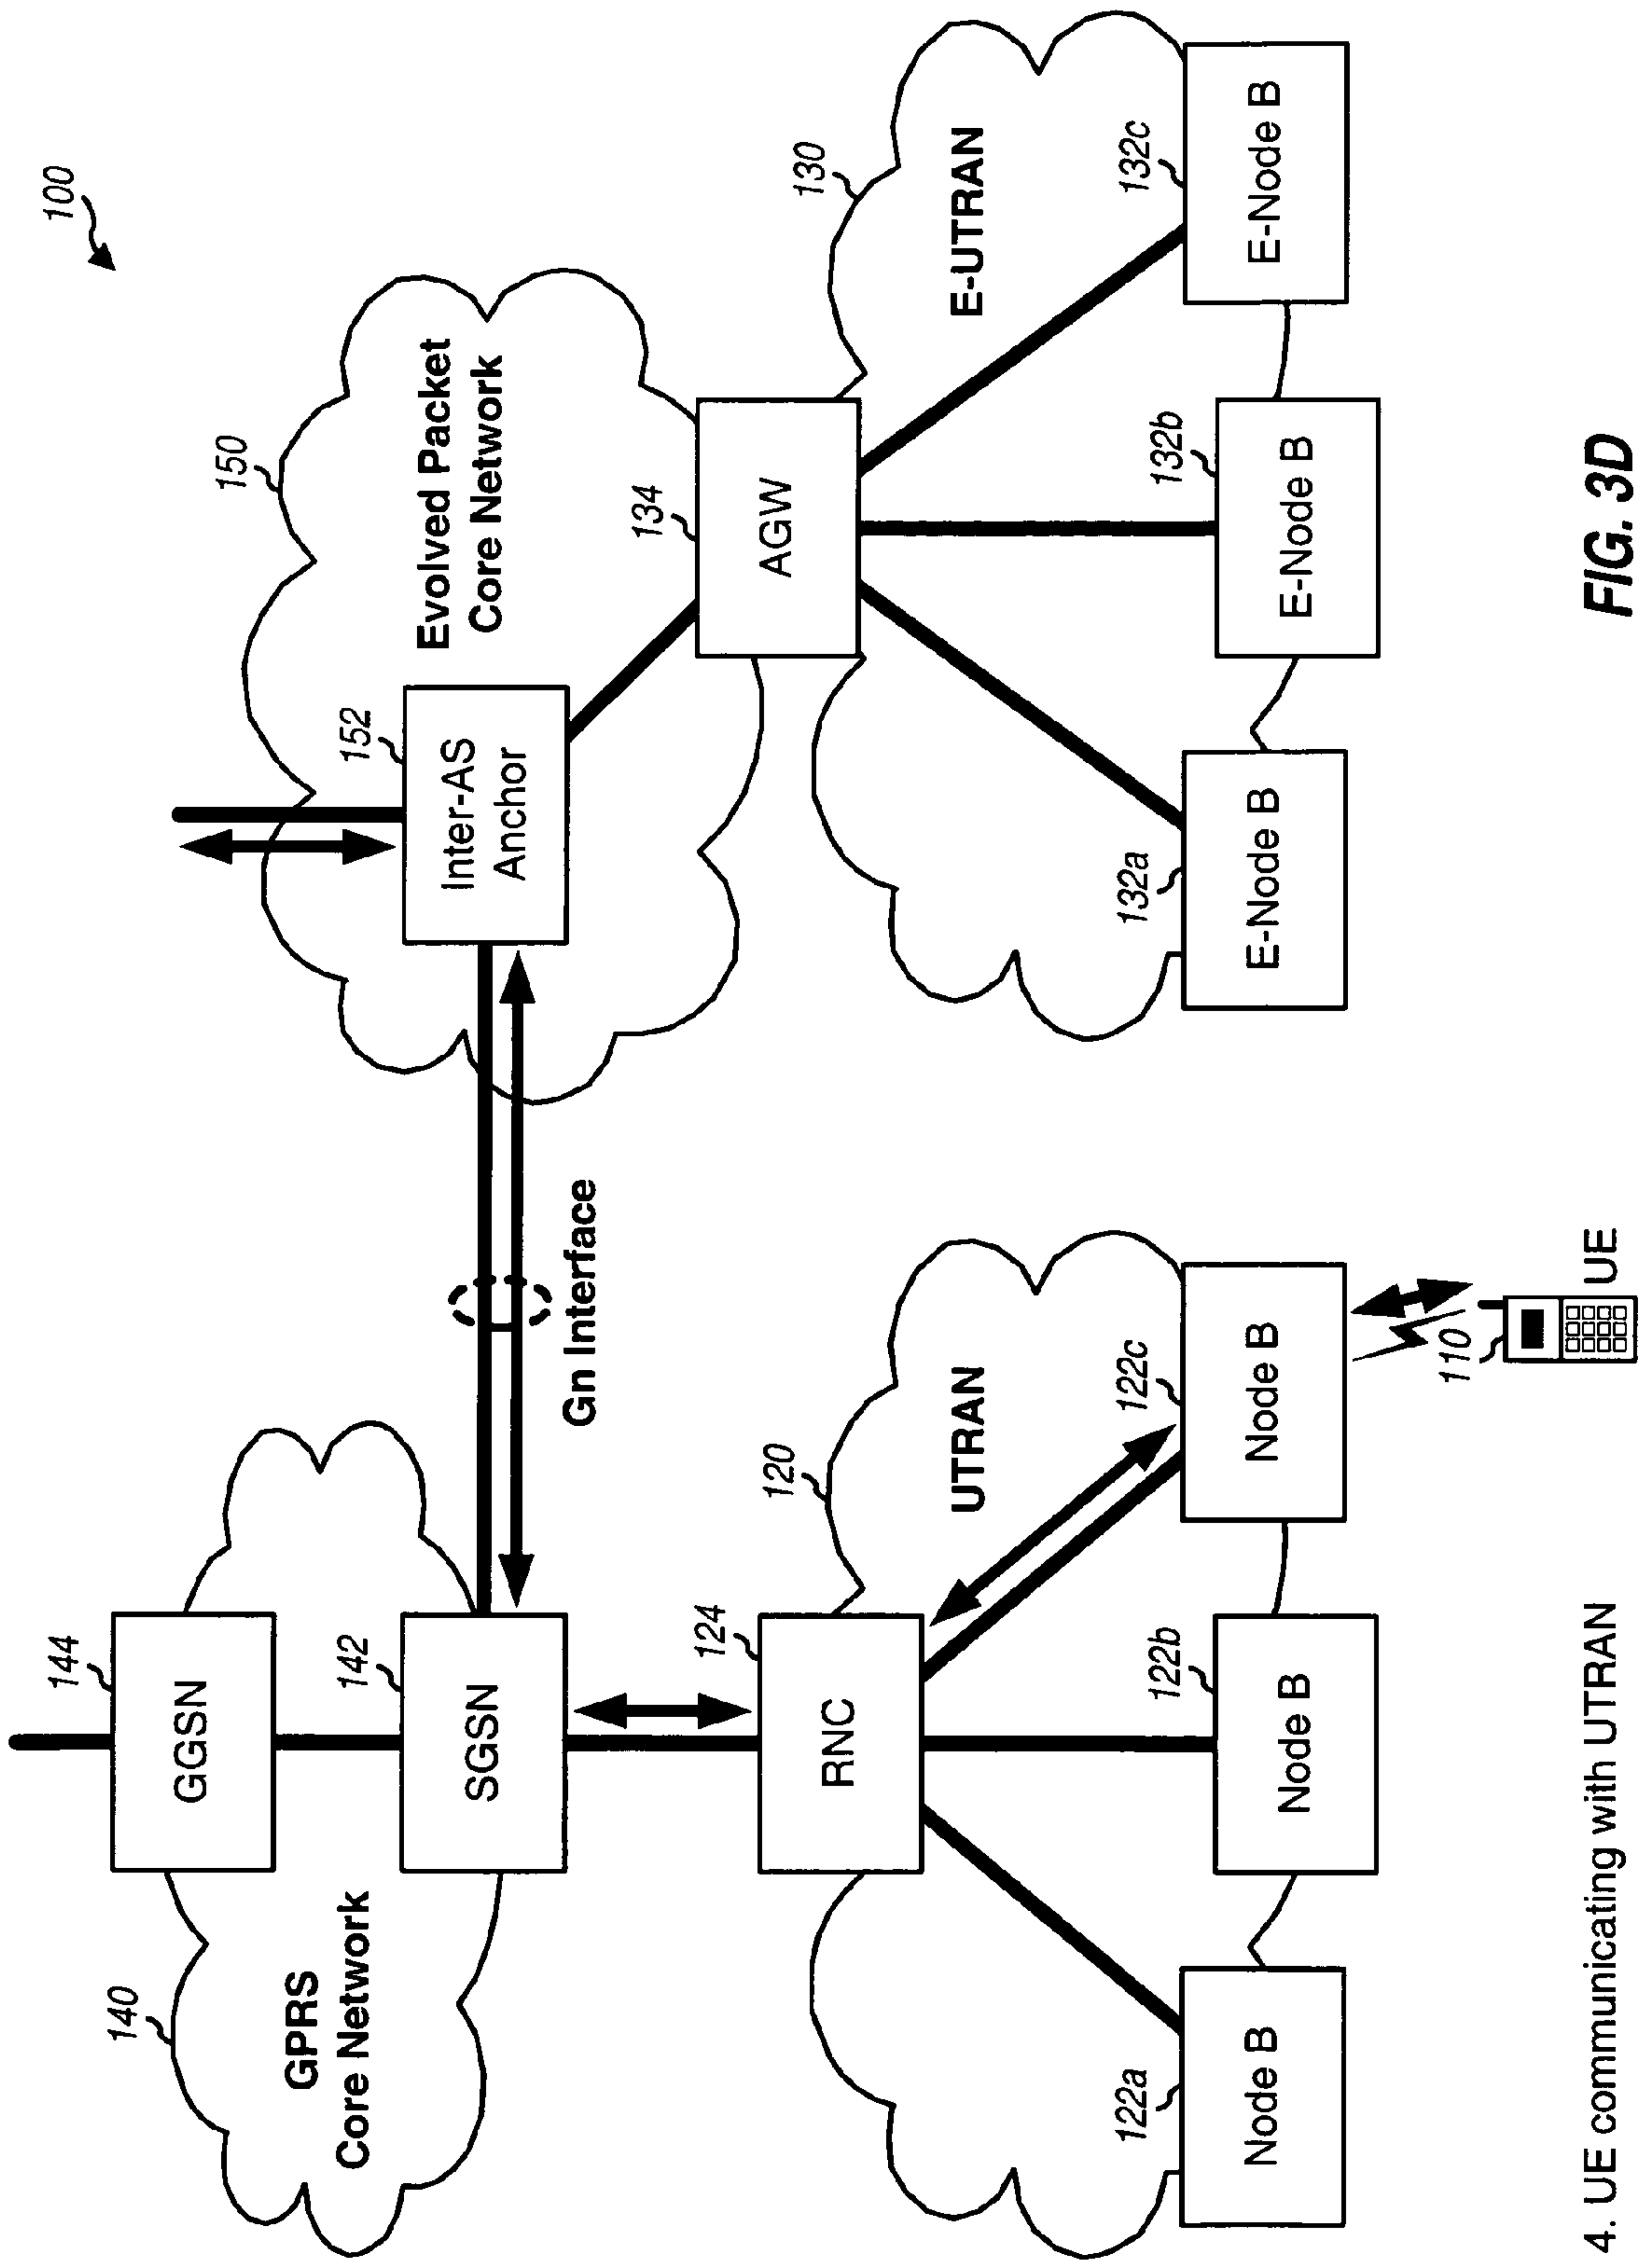 100
144
GGSN
140
GPRS
Core Network
142
SGSN
Gn Interface
150
Evolved Packet
Core Network
152
Inter-AS
Anchor
134
AGW
124
RNC
120
UTRAN
122a
Node B
122b
Node B
122c
Node B
110
UE
130
E-UTRAN
132a
E-Node B
132b
E-Node B
132c
E-Node B
4. UE communicating with UTRAN
FIG. 3D